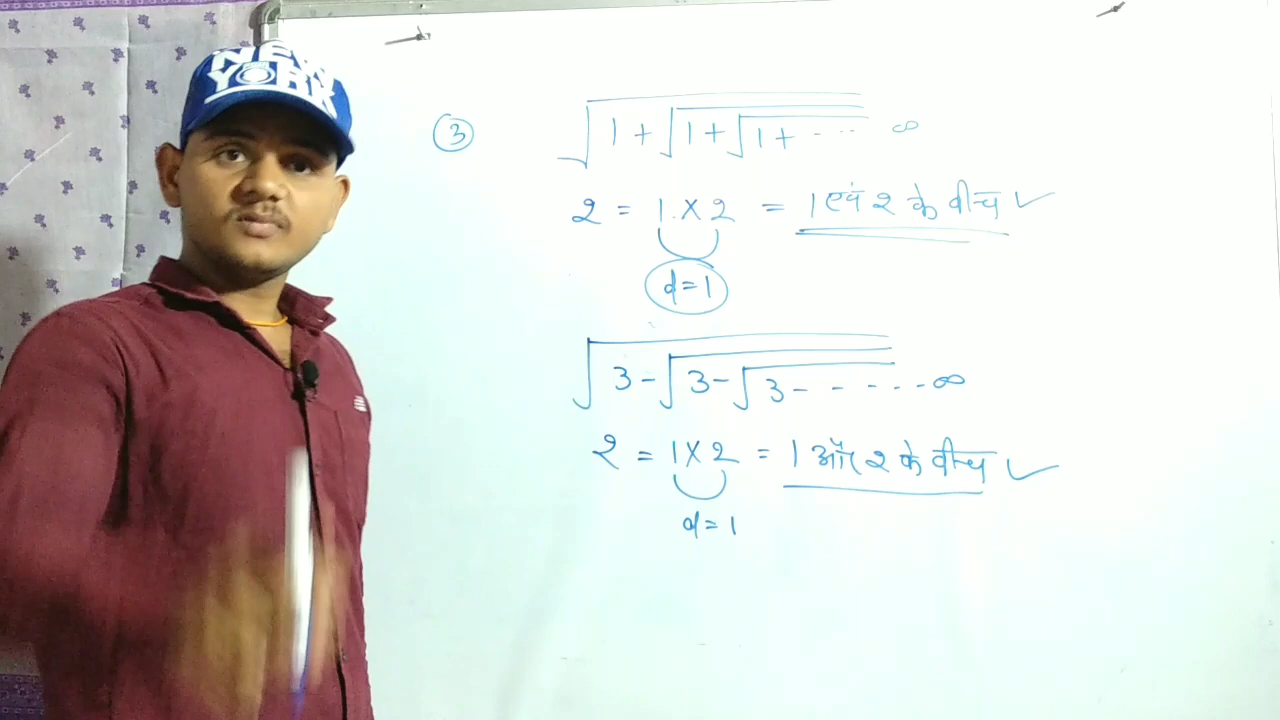 NEW
YORK
③ √1+√1+√1+---- ∞
2 = 1×2 = 1 एवं 2 के बीच ✓
d=1
√3-√3-√3------∞
2 = 1×2 = 1 और 2 के बीच ✓
d=1